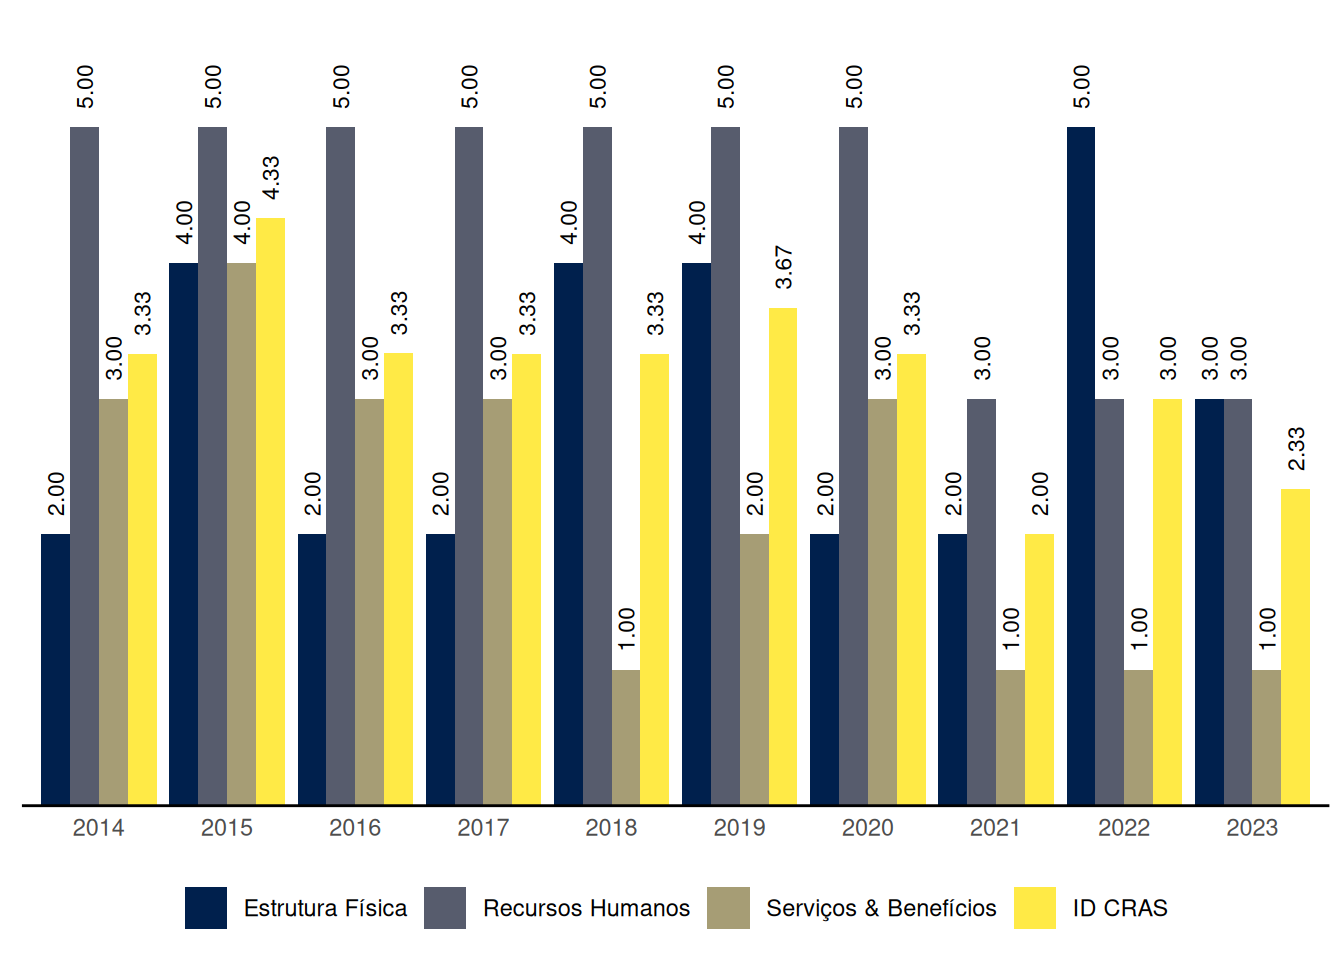 5.00 5.00 5.00 5.00 5.00 5.00 5.00 5.00
4.33
4.00 4.00 4.00 4.00
3.67
3.33 3.33 3.33 3.33 3.33
3.00 3.00 3.00 3.00 3.00 3.00 3.00 3.00 3.00
2.33
2.00 2.00 2.00 2.00 2.00 2.00 2.00
1.00 1.00 1.00 1.00
2014 2015 2016 2017 2018 2019 2020 2021 2022 2023
Estrutura Física Recursos Humanos Serviços & Benefícios ID CRAS